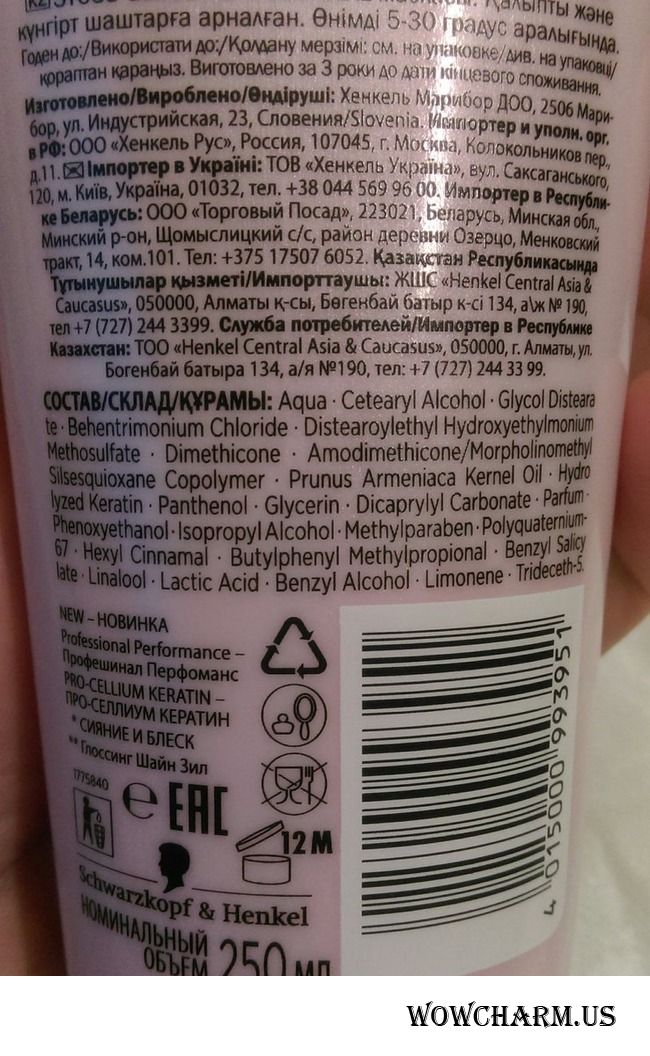 күңгірт шаштарға арналған. Өнімді 5-30 градус аралығында.
Годен до:/Використати до:/Қолдану мерзімі: см. на упаковке/див. на упаковці/
қораптан қараңыз. Виготовлено за 3 роки до дати кінцевого споживання.
Изготовлено/Вироблено/Өндіруші: Хенкель Марибор ДОО, 2506 Мари-
бор, ул. Индустрийская, 23, Словения/Slovenia. Импортер и уполн. орг.
в РФ: ООО «Хенкель Рус», Россия, 107045, г. Москва, Колокольников пер.,
д.11. Імпортер в Україні: ТОВ «Хенкель Україна», вул. Саксаганського,
120, м. Київ, Україна, 01032, тел. +38 044 569 96 00. Импортер в Республи-
ке Беларусь: ООО «Торговый Посад», 223021, Беларусь, Минская обл.,
Минский р-он, Щомыслицкий с/с, район деревни Озерцо, Менковский
тракт, 14, ком.101. Тел: +375 17507 6052. Қазақстан Республикасында
Тұтынушылар қызметі/Импорттаушы: ЖШС «Henkel Central Asia &
Caucasus», 050000, Алматы қ-сы, Бөгенбай батыр к-сі 134, а\ж № 190,
тел +7 (727) 244 3399. Служба потребителей/Импортер в Республике
Казахстан: ТОО «Henkel Central Asia & Caucasus», 050000, г. Алматы, ул.
Богенбай батыра 134, а/я №190, тел: +7 (727) 244 33 99.
СОСТАВ/СКЛАД/ҚҰРАМЫ: Aqua · Cetearyl Alcohol · Glycol Disteara
te · Behentrimonium Chloride · Distearoylethyl Hydroxyethylmonium
Methosulfate · Dimethicone · Amodimethicone/Morpholinomethyl
Silsesquioxane Copolymer · Prunus Armeniaca Kernel Oil · Hydro
lyzed Keratin · Panthenol · Glycerin · Dicaprylyl Carbonate · Parfum ·
Phenoxyethanol · Isopropyl Alcohol · Methylparaben · Polyquaternium-
67 · Hexyl Cinnamal · Butylphenyl Methylpropional · Benzyl Salicy
late · Linalool · Lactic Acid · Benzyl Alcohol · Limonene · Trideceth-5.
NEW – НОВИНКА
Professional Performance –
Профешинал Перфоманс
PRO-CELLIUM KERATIN –
ПРО-СЕЛЛИУМ КЕРАТИН
* СИЯНИЕ И БЛЕСК
** Глоссинг Шайн Зил
1775840
e EAC
12 M
Schwarzkopf & Henkel
НОМИНАЛЬНЫЙ
ОБЪЕМ 250 мл
4 015000 993951
WOWCHARM.US